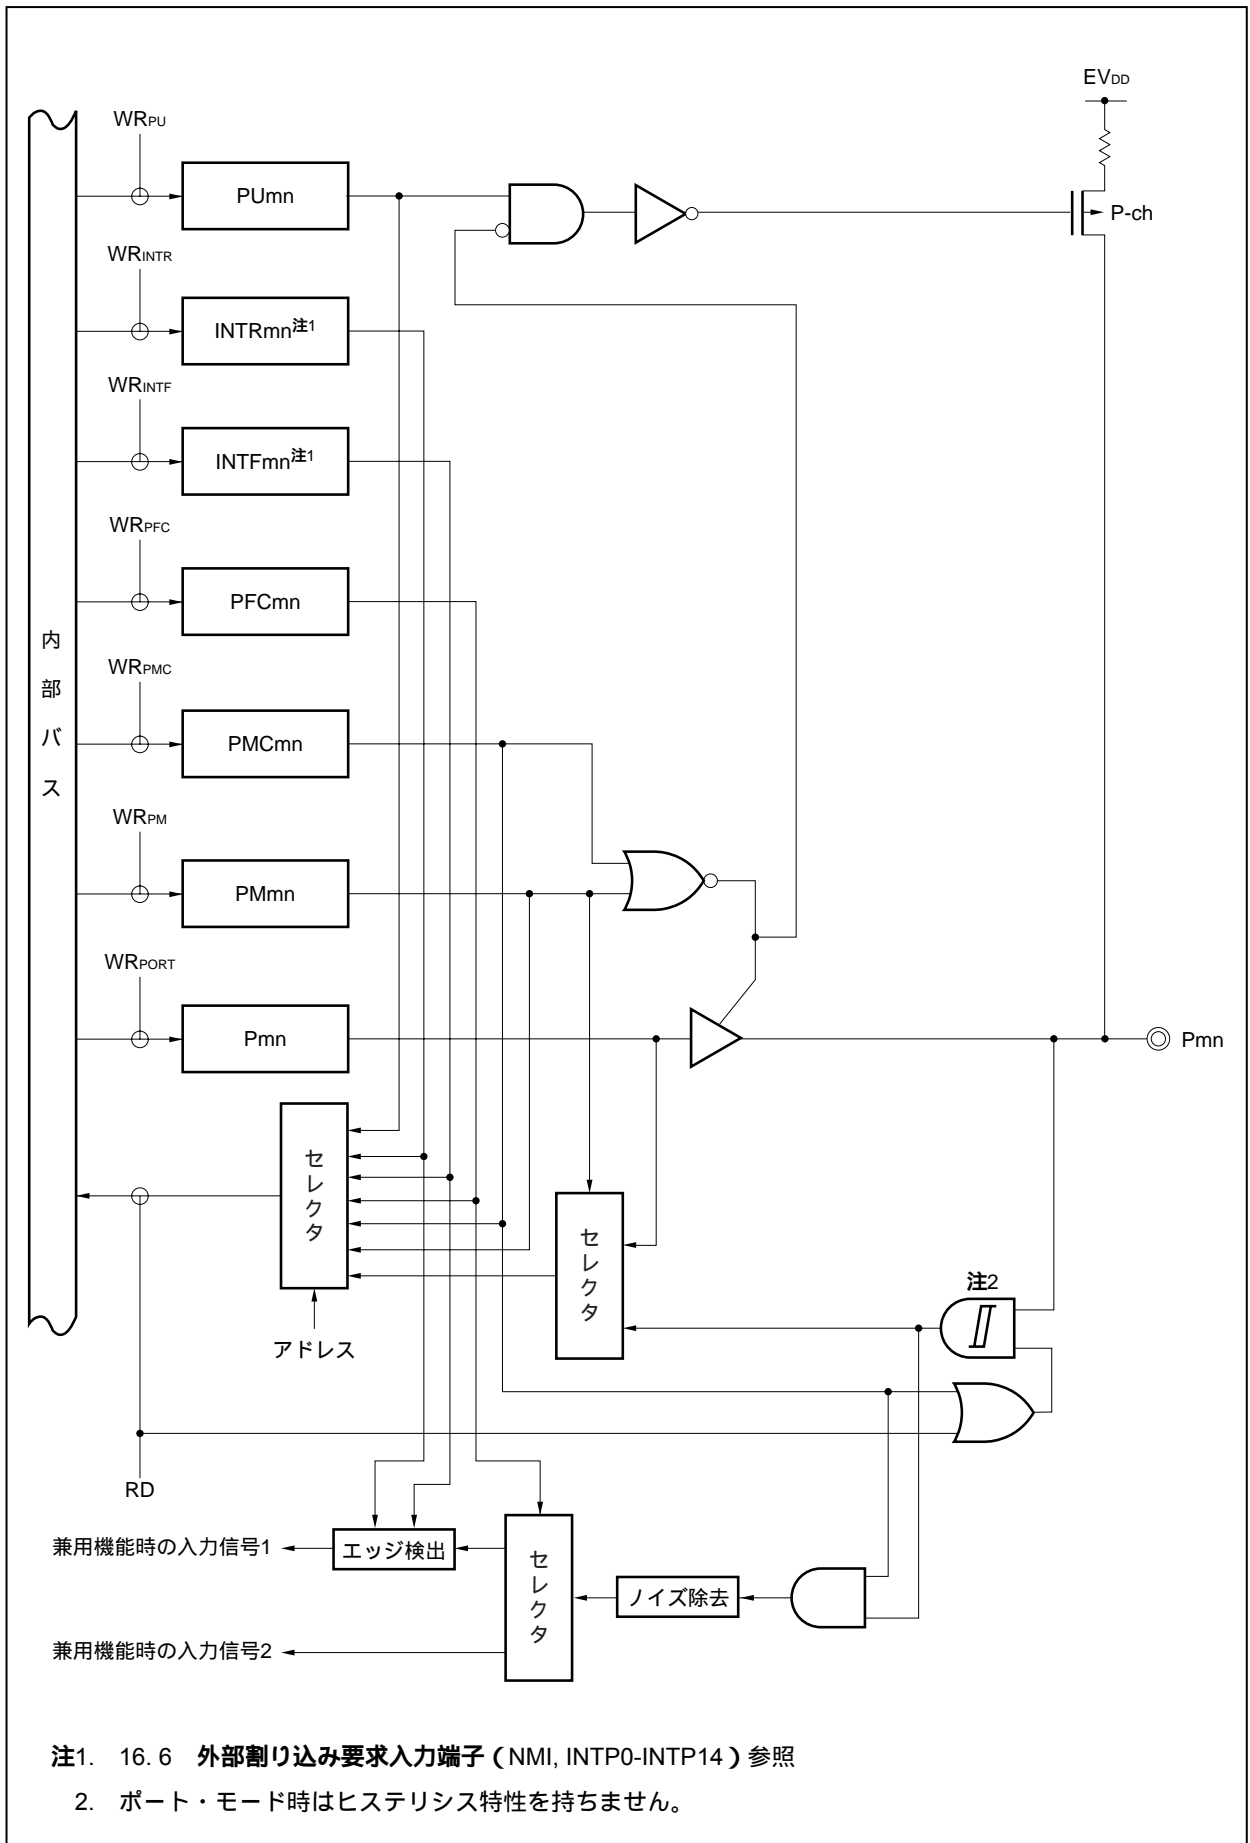 EVDD
WRPU
PUmn
P-ch
WRINTR
INTRmn注1
WRINTF
INTFmn注1
WRPFC
PFCmn
内部バス
WRPMC
PMCmn
WRPM
PMmn
WRPORT
Pmn
Pmn
セレクタ
セレクタ
注2
アドレス
RD
兼用機能時の入力信号1
エッジ検出
セレクタ
ノイズ除去
兼用機能時の入力信号2
注1. 16. 6 外部割り込み要求入力端子（NMI, INTP0-INTP14）参照
2. ポート・モード時はヒステリシス特性を持ちません。